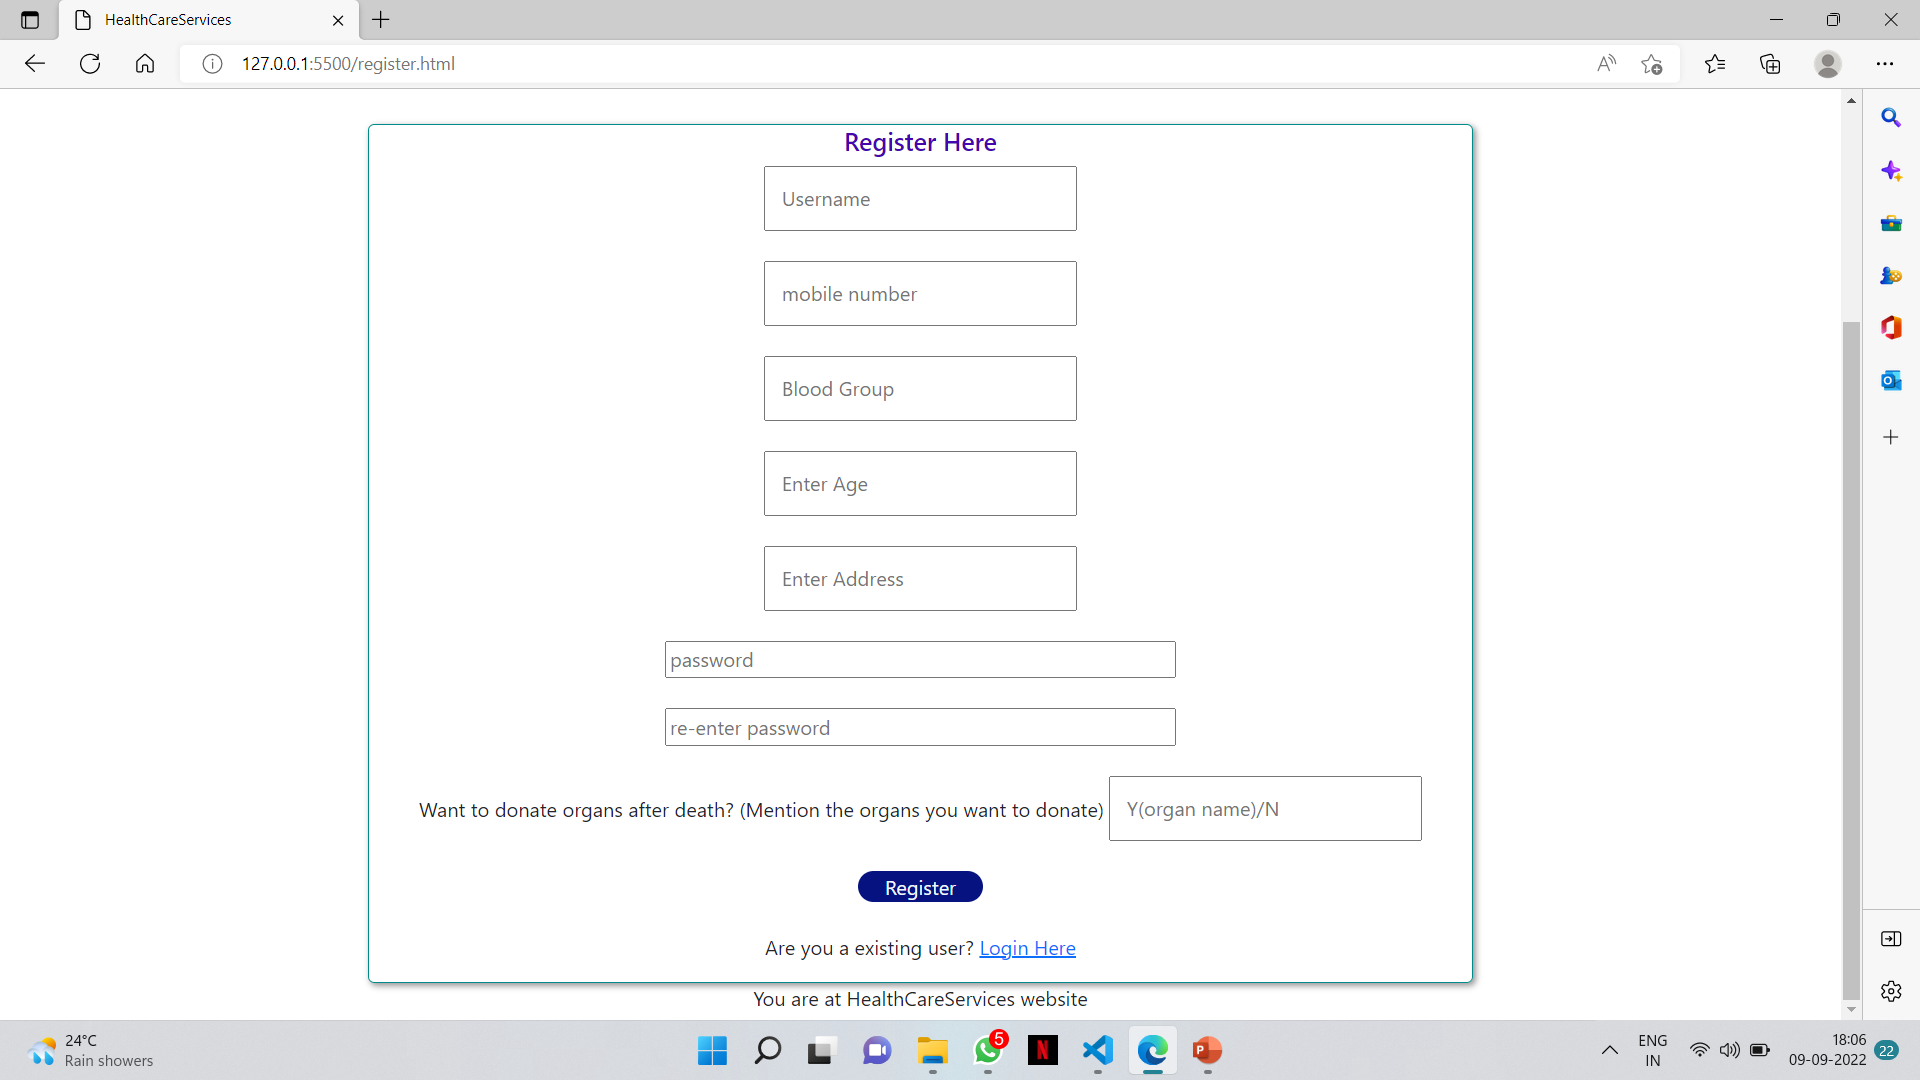 HealthCareServices
127.0.0.1:5500/register.html
Register Here
Username
mobile number
Blood Group
Enter Age
Enter Address
password
re-enter password
Want to donate organs after death? (Mention the organs you want to donate) Y(organ name)/N
Register
Are you a existing user? Login Here
You are at HealthCareServices website
24°C
Rain showers
5
N
P
ENG
IN
18:06
09-09-2022
22